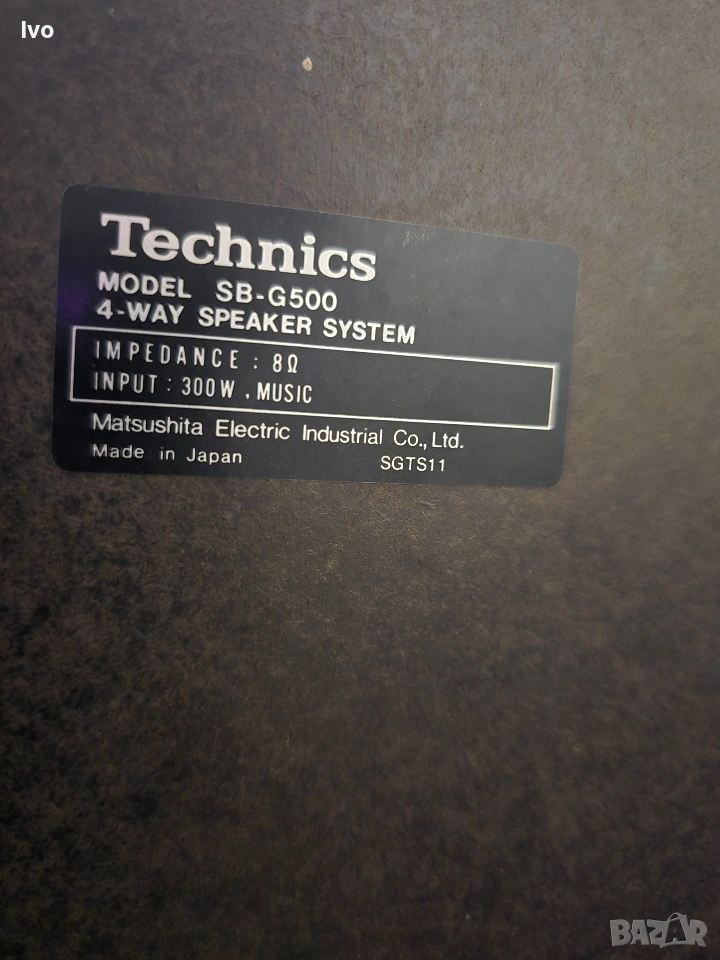 Ivo
Technics
MODEL SB-G500
4-WAY SPEAKER SYSTEM
IMPEDANCE : 8Ω
INPUT : 300W , MUSIC
Matsushita Electric Industrial Co., Ltd.
Made in Japan SGTS11
BAZAR